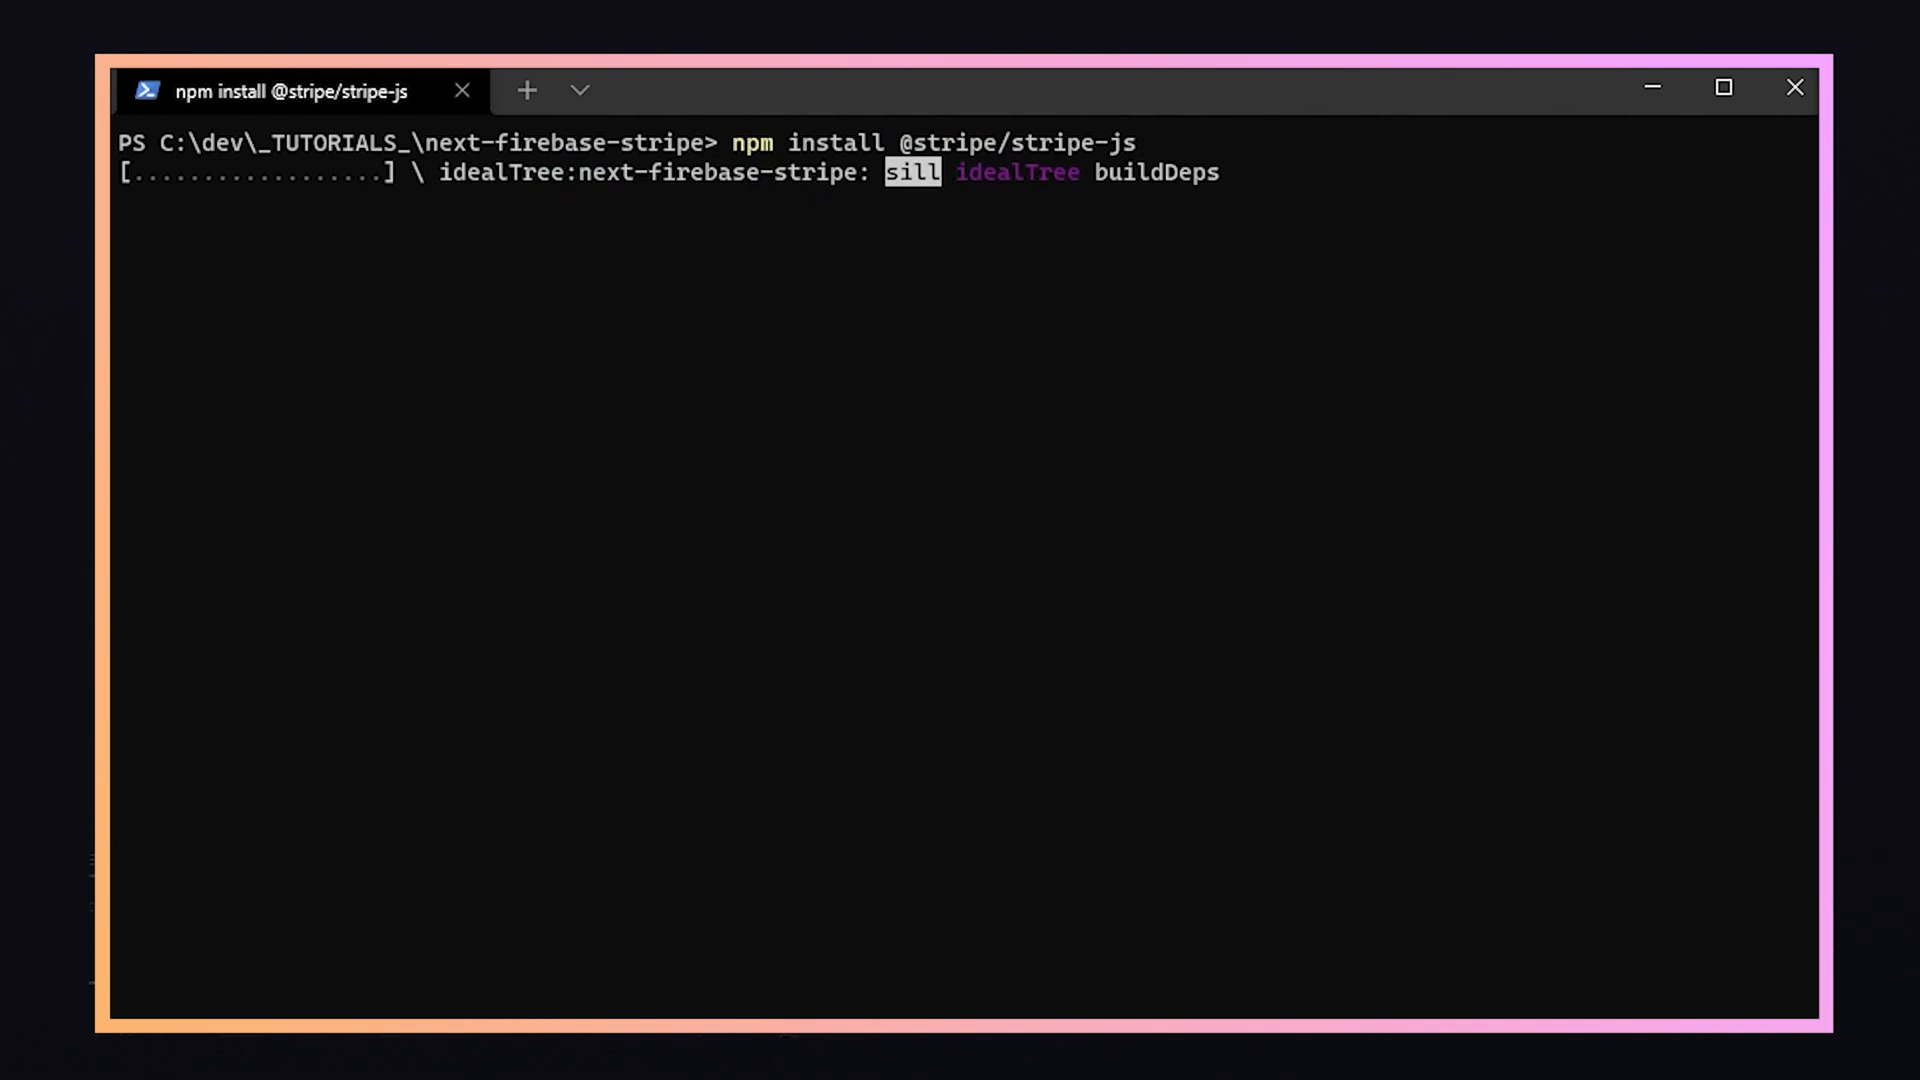 npm install @stripe/stripe-js
PS C:\dev\_TUTORIALS_\next-firebase-stripe> npm install @stripe/stripe-js
[..................] \ idealTree:next-firebase-stripe: sill idealTree buildDeps